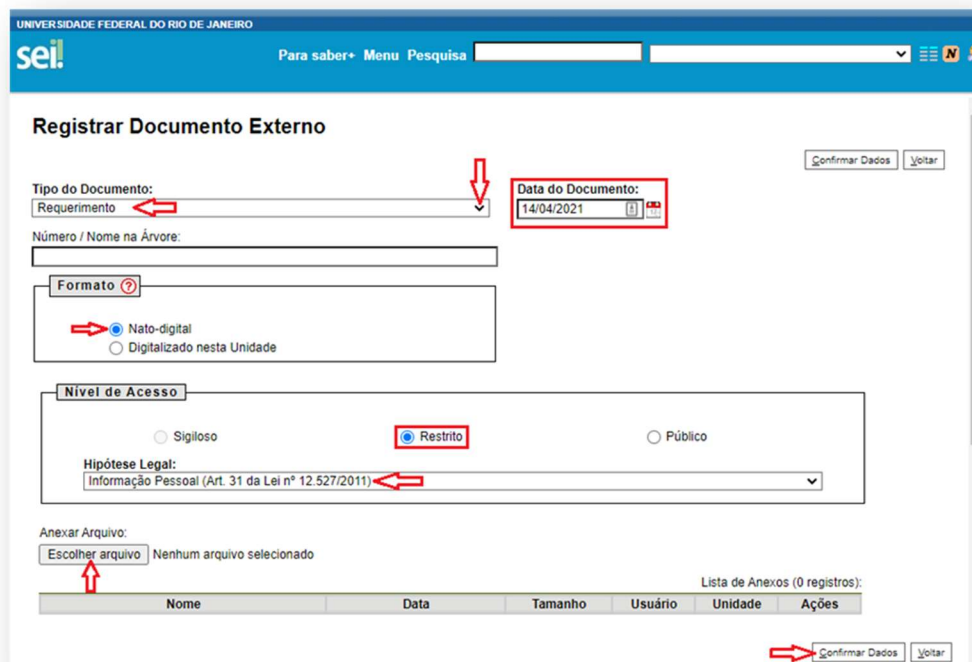 UNIVERSIDADE FEDERAL DO RIO DE JANEIRO
sei!
Para saber+ Menu Pesquisa
N
Registrar Documento Externo
Confirmar Dados Voltar
Tipo do Documento:
Requerimento
Data do Documento:
14/04/2021
Número / Nome na Árvore:
Formato ?
Nato-digital
Digitalizado nesta Unidade
Nível de Acesso
Sigiloso Restrito Público
Hipótese Legal:
Informação Pessoal (Art. 31 da Lei nº 12.527/2011)
Anexar Arquivo:
Escolher arquivo Nenhum arquivo selecionado
Lista de Anexos (0 registros):
Nome Data Tamanho Usuário Unidade Ações
Confirmar Dados Voltar